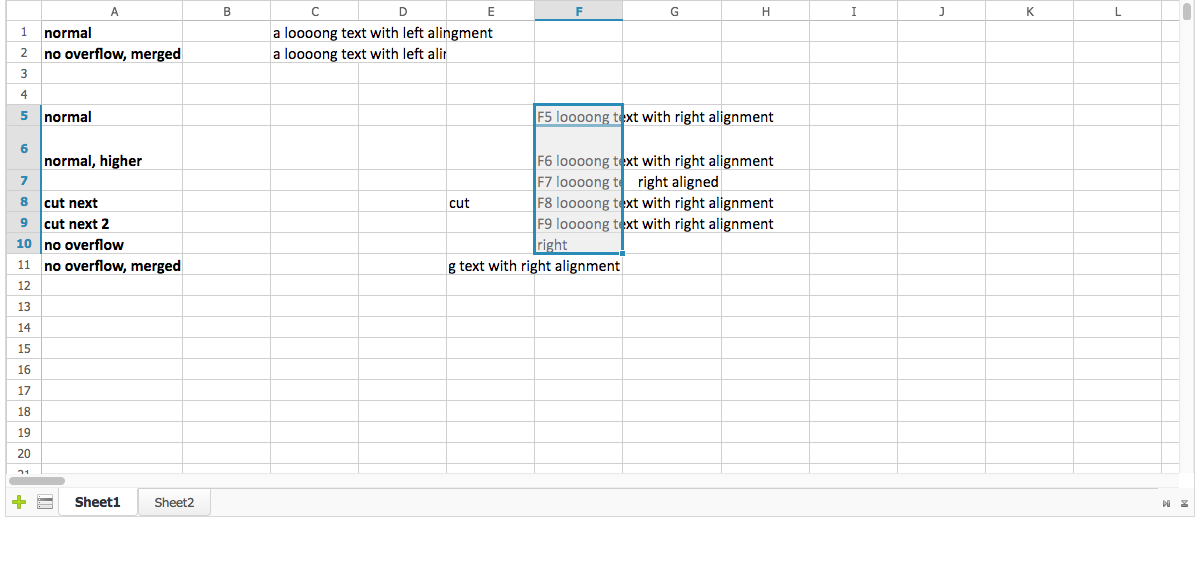 A B C D E F G H I J K L
1 normal a loooong text with left alingment
2 no overflow, merged a loooong text with left alin
3
4
5 normal F5 loooong text with right alignment
6 normal, higher F6 loooong text with right alignment
7 F7 loooong te right aligned
8 cut next cut F8 loooong text with right alignment
9 cut next 2 F9 loooong text with right alignment
10 no overflow right
11 no overflow, merged g text with right alignment
12
13
14
15
16
17
18
19
20
21
Sheet1 Sheet2